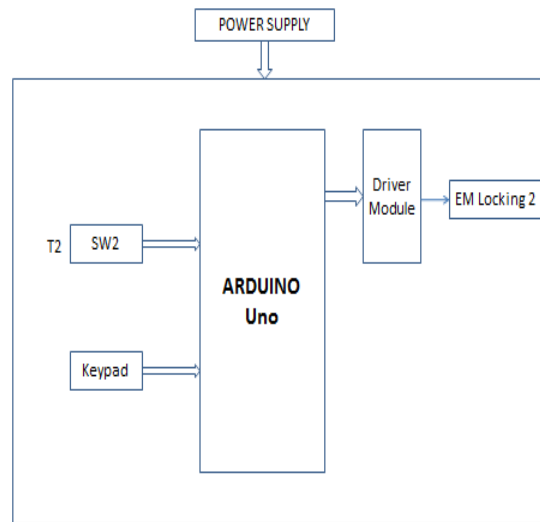 POWER SUPPLY
Driver
Module
EM Locking 2
T2
SW2
ARDUINO
Uno
Keypad